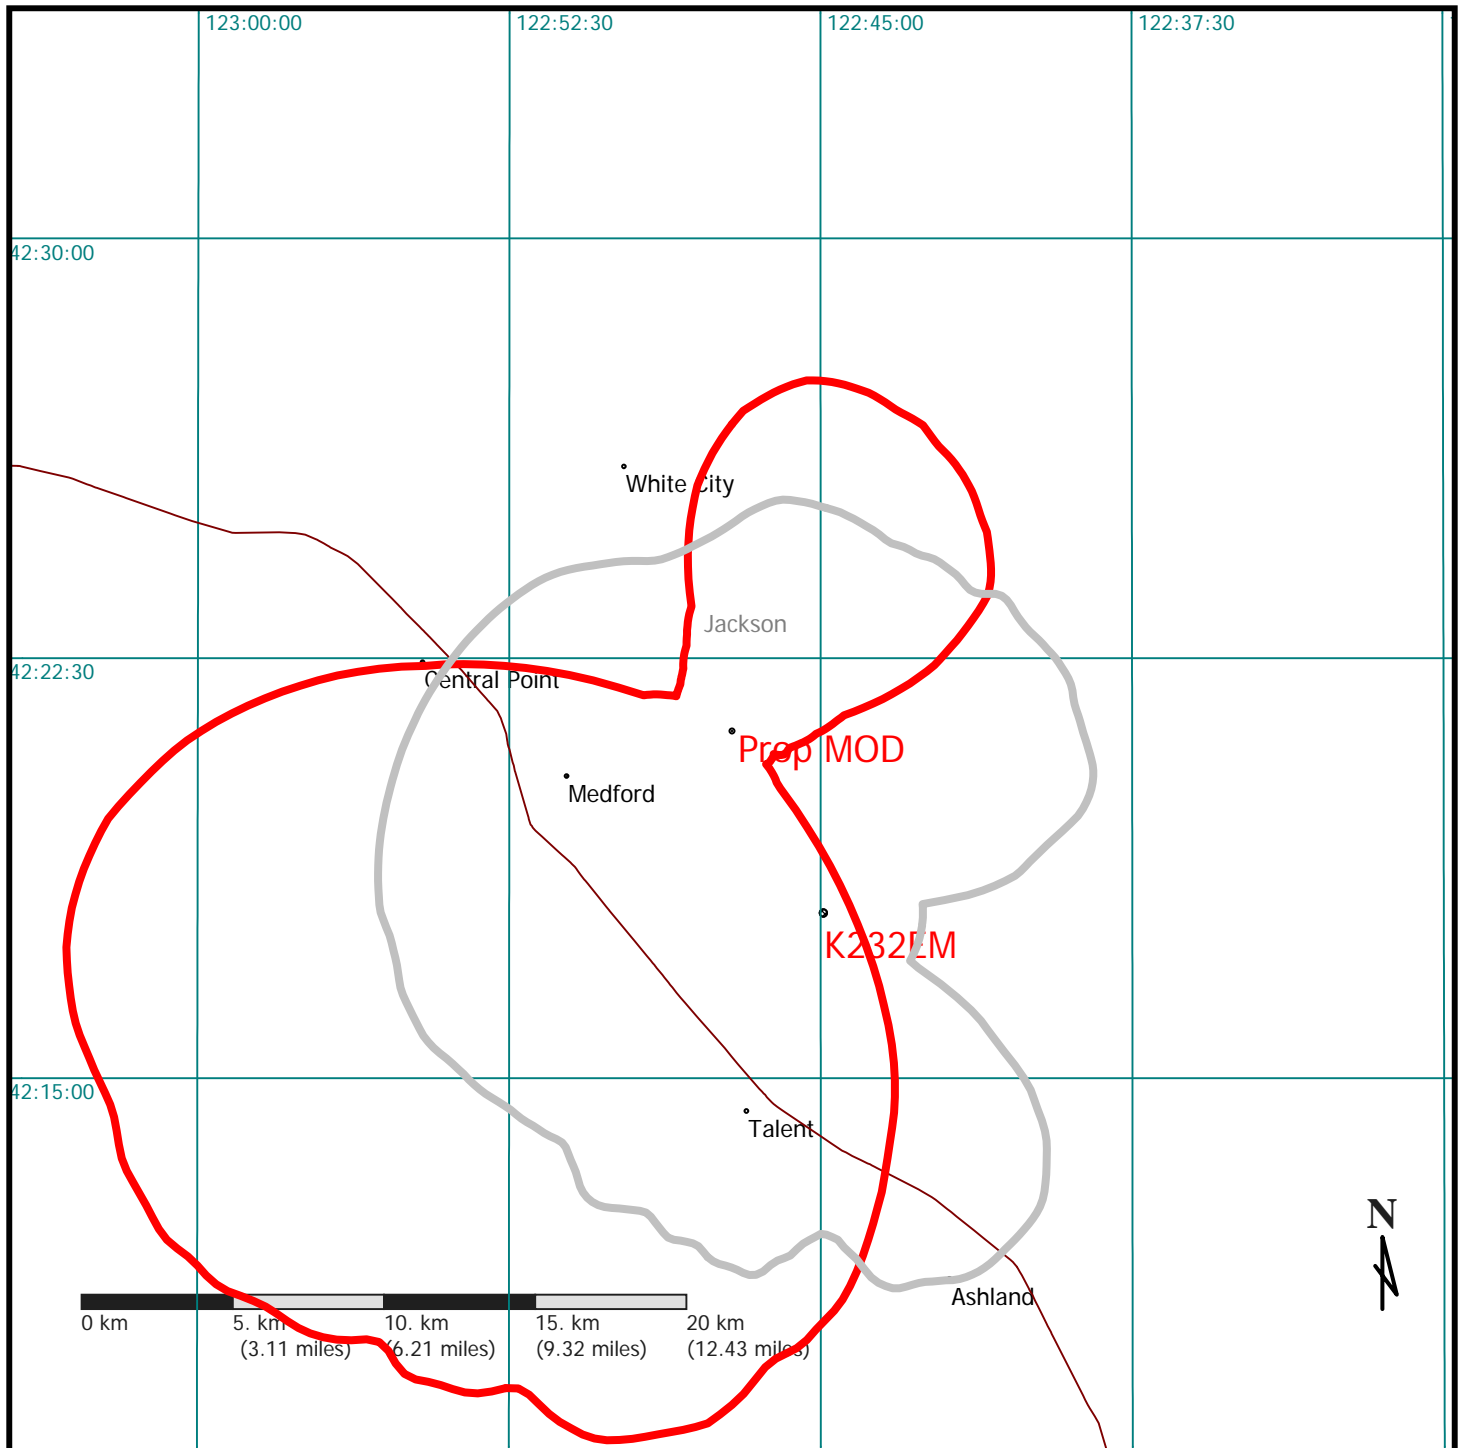 123:00:00
122:52:30
122:45:00
122:37:30
42:30:00
White City
Jackson
42:22:30
Central Point
Prop MOD
Medford
K232EM
42:15:00
Talent
N
Ashland
0 km
5. km
10. km
15. km
20 km
(3.11 miles)
(6.21 miles)
(9.32 miles)
(12.43 miles)